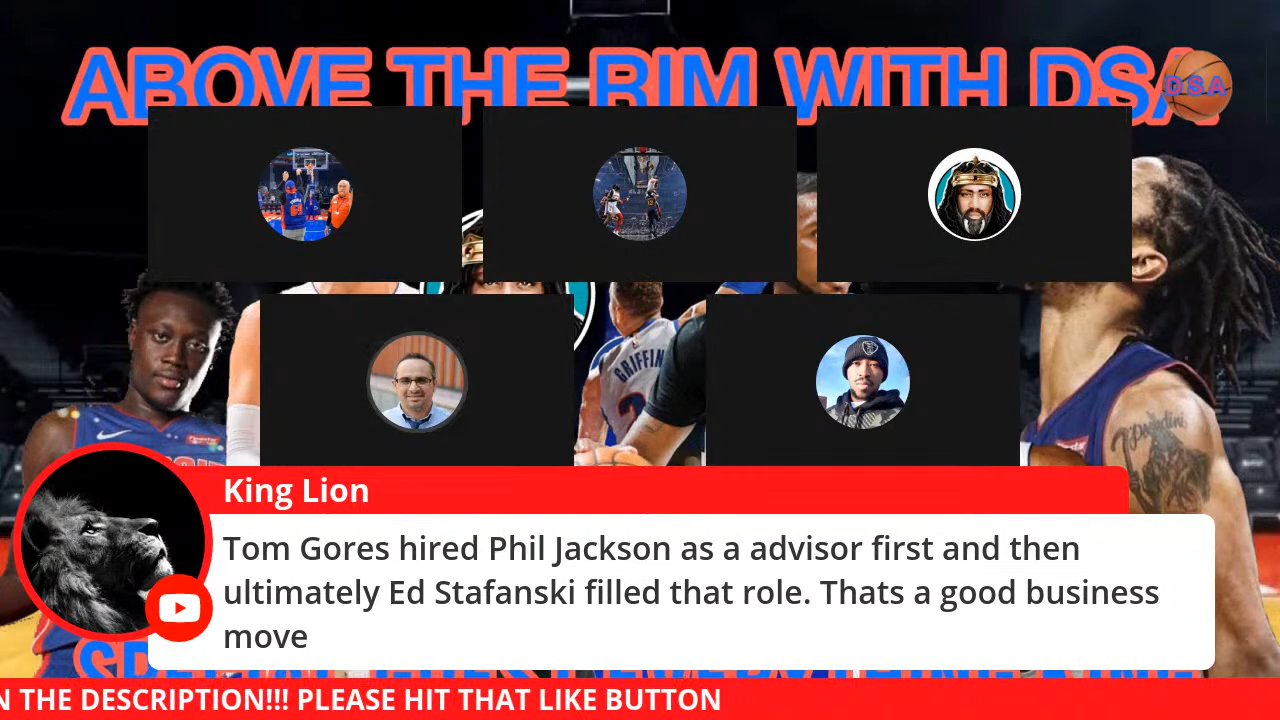 ABOVE THE RIM WITH DSA
DSA
GRIFFIN
King Lion
Tom Gores hired Phil Jackson as a advisor first and then
ultimately Ed Stafanski filled that role. Thats a good business
move
N THE DESCRIPTION!!! PLEASE HIT THAT LIKE BUTTON